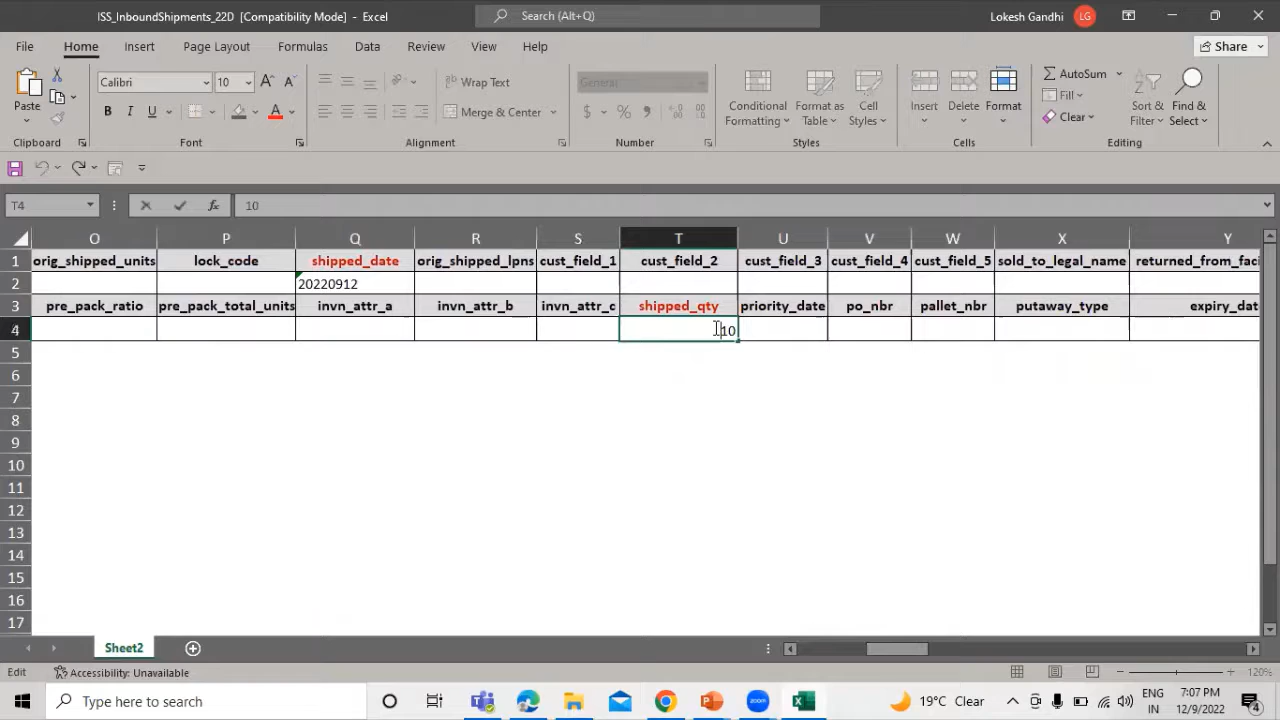 ISS_InboundShipments_22D [Compatibility Mode] - Excel
Search (Alt+Q)
Lokesh Gandhi
LG
File Home Insert Page Layout Formulas Data Review View Help
Share
Paste
Calibri 10
A A
B I U
A
Wrap Text
Merge & Center
General
$ %
Conditional Formatting
Format as Table
Cell Styles
Insert
Delete
Format
AutoSum
Fill
Clear
Sort & Filter
Find & Select
Clipboard Font Alignment Number Styles Cells Editing
T4 fx 10
O P Q R S T U V W X Y
1 orig_shipped_units lock_code shipped_date orig_shipped_lpns cust_field_1 cust_field_2 cust_field_3 cust_field_4 cust_field_5 sold_to_legal_name returned_from_faci
2 20220912
3 pre_pack_ratio pre_pack_total_units invn_attr_a invn_attr_b invn_attr_c shipped_qty priority_date po_nbr pallet_nbr putaway_type expiry_dat
4 10
5
6
7
8
9
10
11
12
13
14
15
16
17
Sheet2
Edit Accessibility: Unavailable 120%
Type here to search
19°C Clear
ENG
IN
7:07 PM
12/9/2022
4